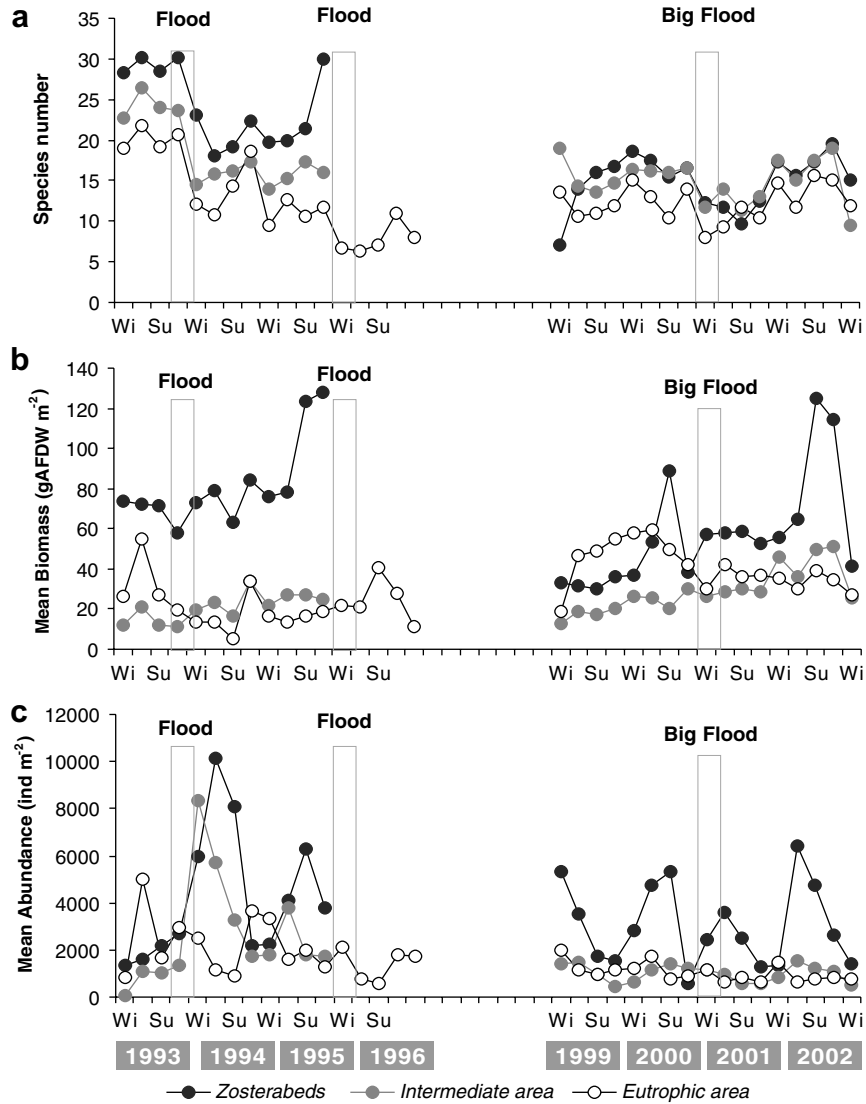 a
Flood Flood Big Flood
35
30
25
20
15
10
5
0
Species number
Wi Su Wi Su Wi Su Wi Su Wi Su Wi Su Wi Su Wi Su Wi
b
Flood Flood Big Flood
140
120
100
80
60
40
20
0
Mean Biomass (gAFDW m-2)
Wi Su Wi Su Wi Su Wi Su Wi Su Wi Su Wi Su Wi Su Wi
c
Flood Flood Big Flood
12000
10000
8000
6000
4000
2000
0
Mean Abundance (ind m-2)
Wi Su Wi Su Wi Su Wi Su Wi Su Wi Su Wi Su Wi Su Wi
1993 1994 1995 1996 1999 2000 2001 2002
Zosterabeds Intermediate area Eutrophic area